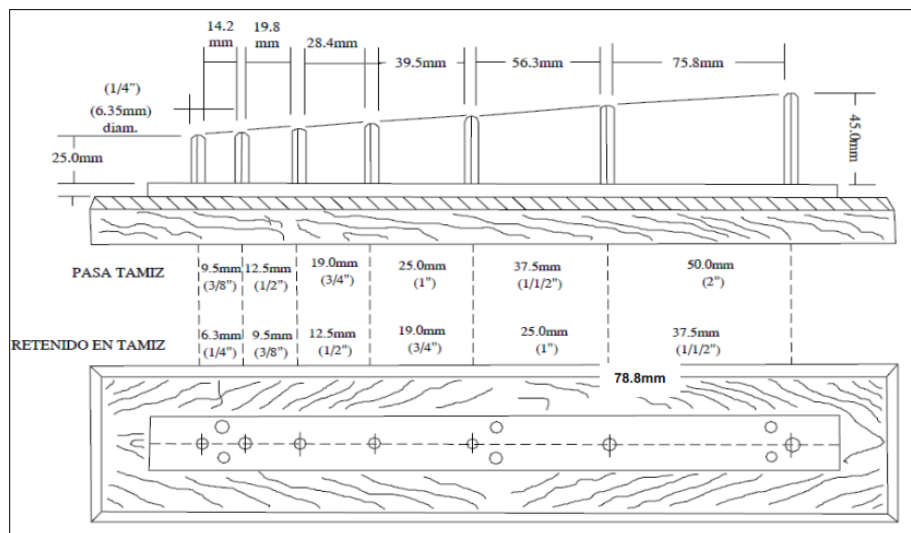 14.2
mm
19.8
mm
28.4mm
39.5mm
56.3mm
75.8mm
(1/4")
(6.35mm)
diam.
25.0mm
45.0mm
PASA TAMIZ
9.5mm
(3/8")
12.5mm
(1/2")
19.0mm
(3/4")
25.0mm
(1")
37.5mm
(1/1/2")
50.0mm
(2")
RETENIDO EN TAMIZ
6.3mm
(1/4")
9.5mm
(3/8")
12.5mm
(1/2")
19.0mm
(3/4")
25.0mm
(1")
37.5mm
(1/1/2")
78.8mm